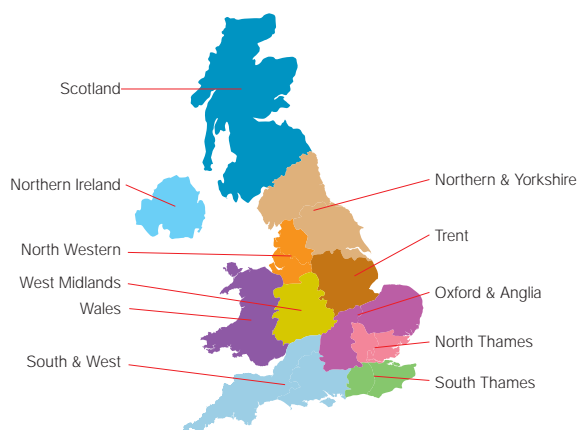 Scotland
Northern Ireland
North Western
West Midlands
Wales
South & West
Northern & Yorkshire
Trent
Oxford & Anglia
North Thames
South Thames